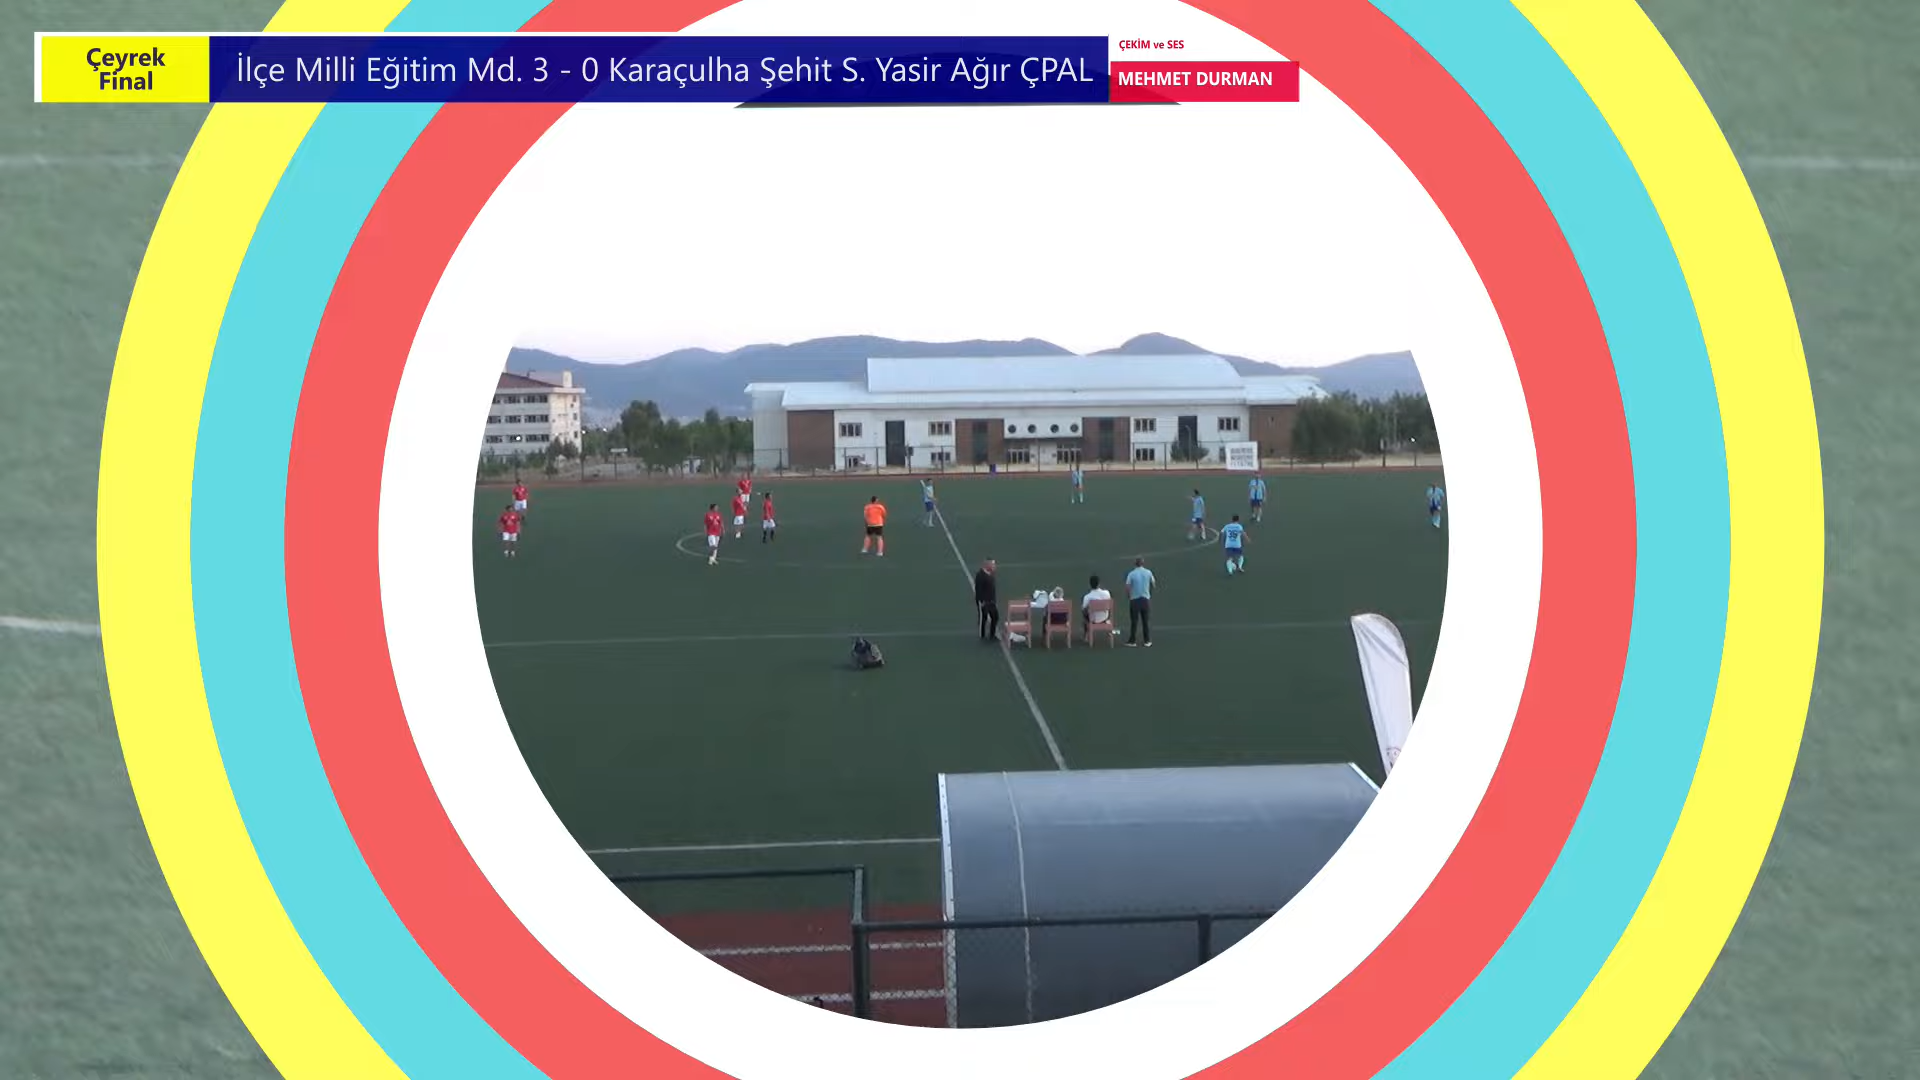 Çeyrek
Final
İlçe Milli Eğitim Md. 3 - 0 Karaçulha Şehit S. Yasir Ağır ÇPAL
ÇEKİM ve SES
MEHMET DURMAN